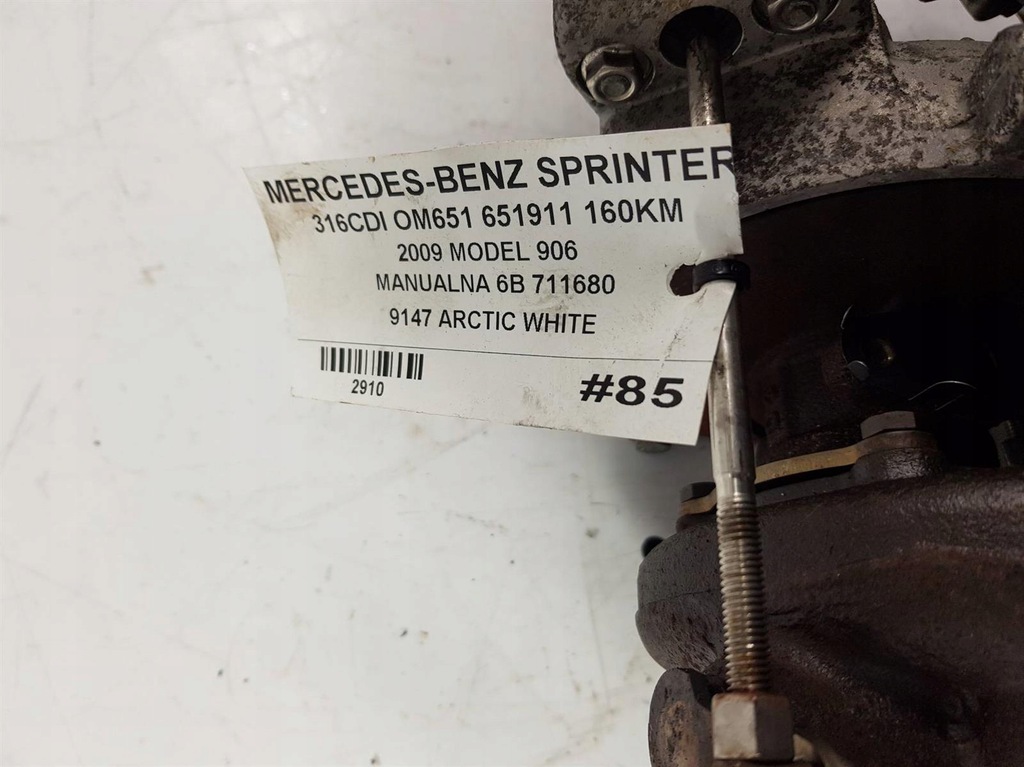 MERCEDES-BENZ SPRINTER
316CDI OM651 651911 160KM
2009 MODEL 906
MANUALNA 6B 711680
9147 ARCTIC WHITE
2910
#85